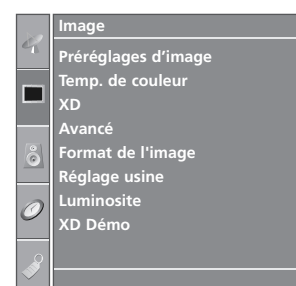 Image
Préréglages d’image
Temp. de couleur
XD
Avancé
Format de l'image
Réglage usine
Luminosite
XD Démo